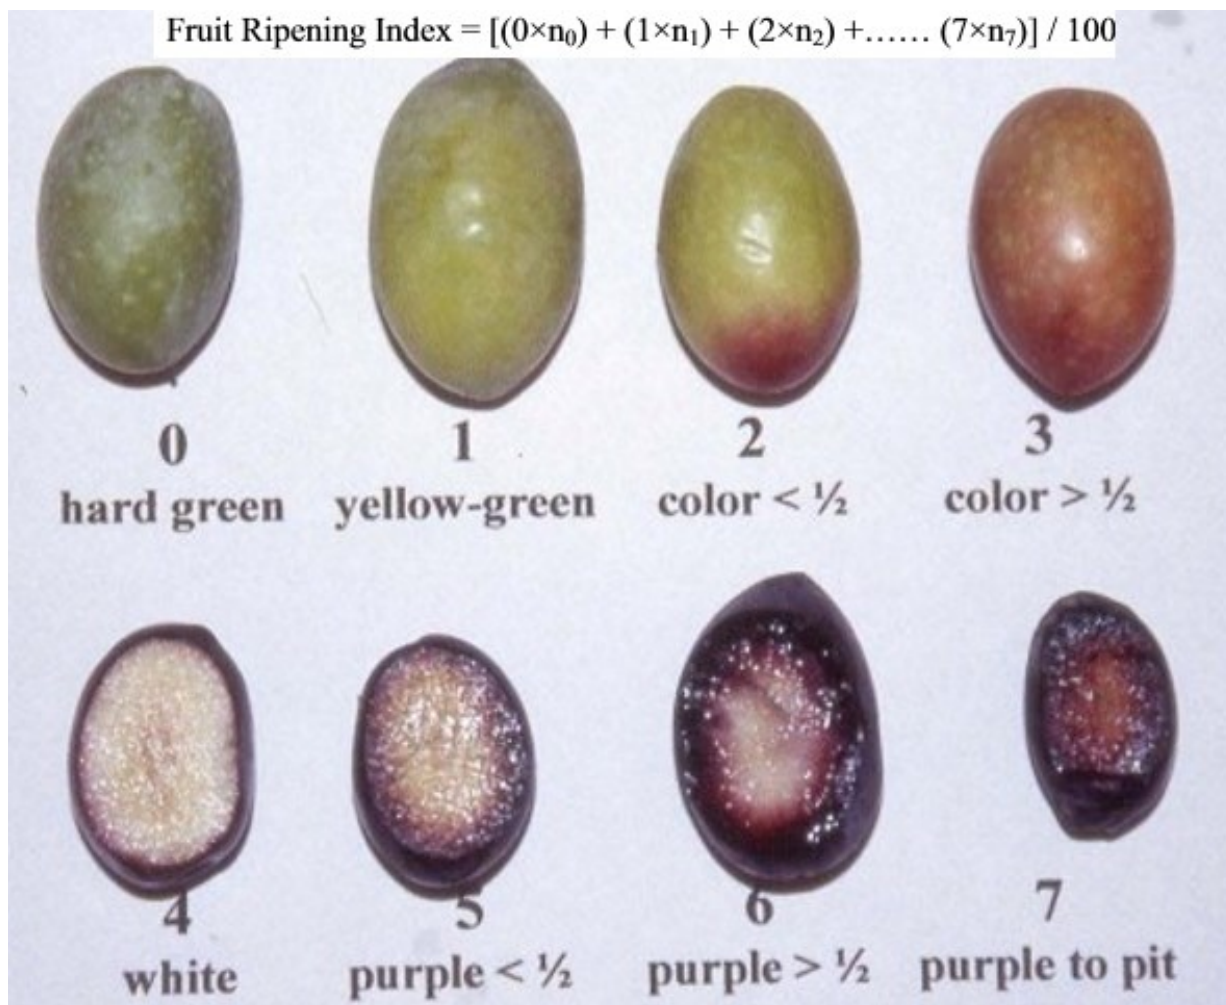 Fruit Ripening Index = [(0×n₀) + (1×n₁) + (2×n₂) +...... (7×n₇)] / 100
0 1 2 3
hard green yellow-green color < ½ color > ½
4 5 6 7
white purple < ½ purple > ½ purple to pit